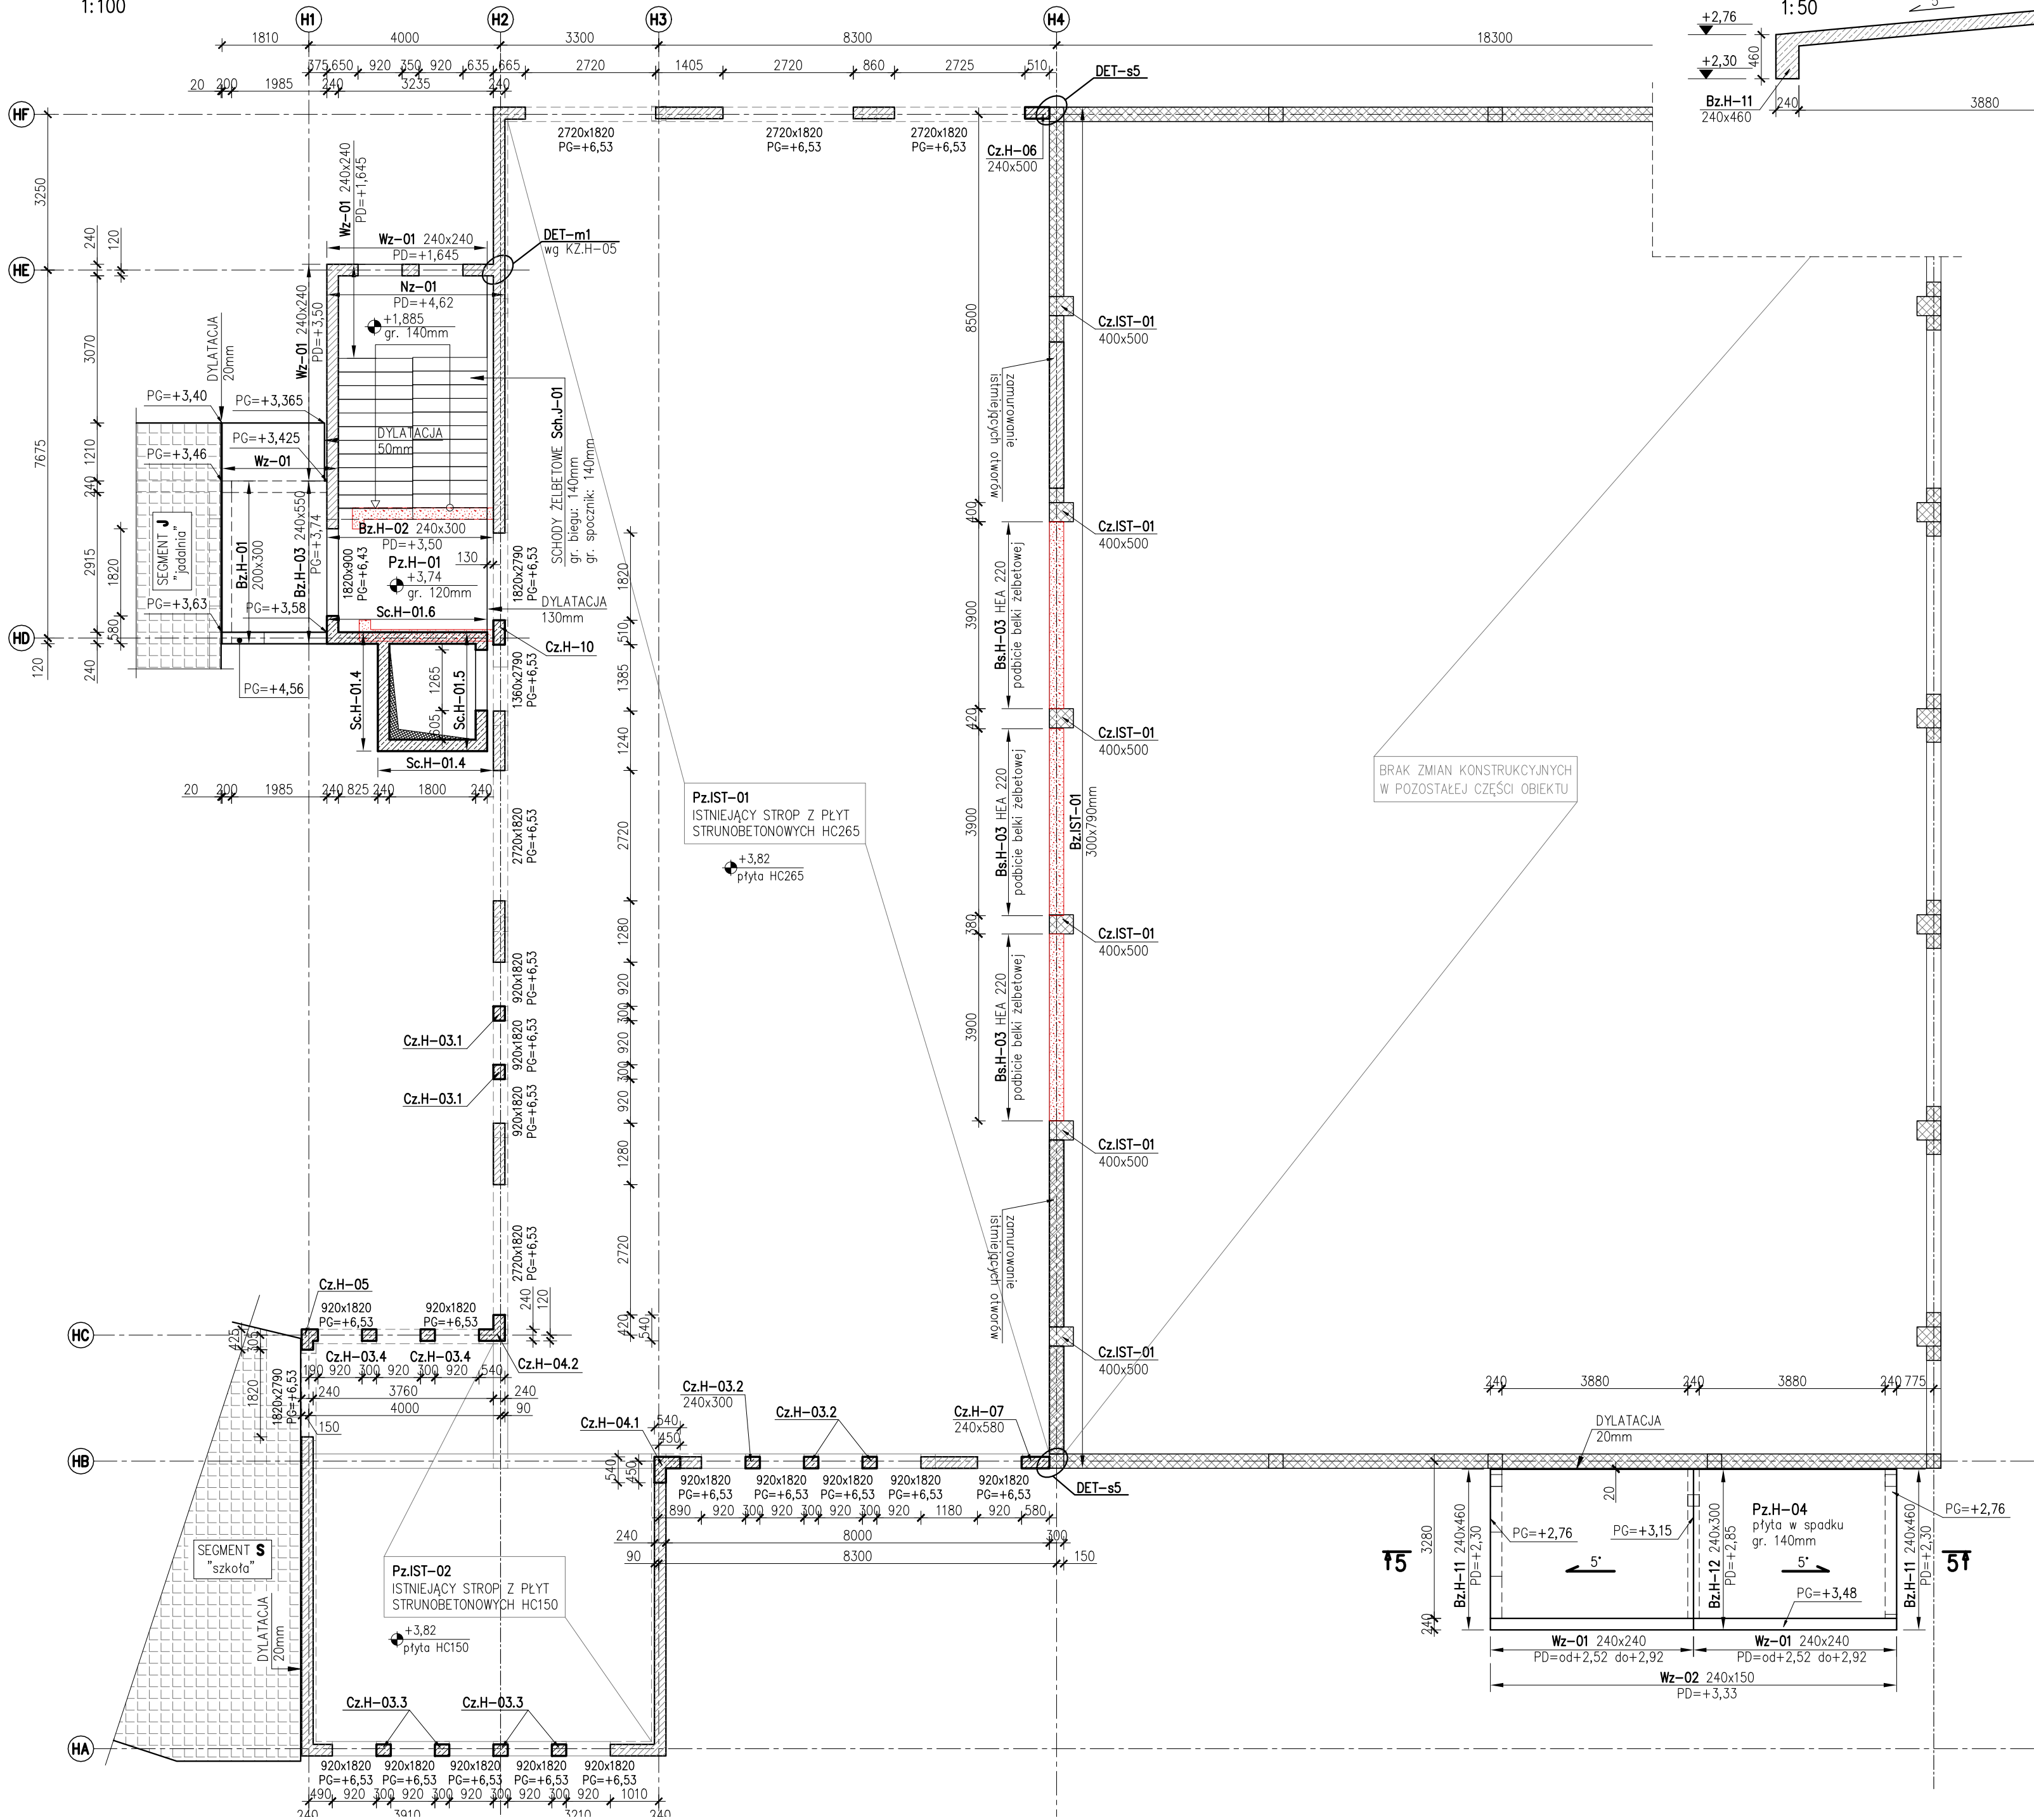 1:100
H1
H2
H3
H4
1:50
5°
+2,76
+2,30
460
Bz.H-11
240x460
240
3880
1810
4000
3300
8300
18300
375
650
920
350
920
635
665
2720
1405
2720
860
2725
510
20
200
1985
240
3235
240
DET-s5
HF
2720x1820
PG=+6,53
2720x1820
PG=+6,53
2720x1820
PG=+6,53
Cz.H-06
240x500
3250
240
120
Wz-01 240x240
PD=+1,645
Wz-01 240x240
PD=+1,645
DET-m1
wg KZ.H-05
HE
Nz-01
PD=+4,62
+1,885
gr. 140mm
Wz-01 240x240
PD=+3,50
DYLATACJA
20mm
3070
7675
1210
240
2915
1820
580
120
240
PG=+3,40
PG=+3,365
PG=+3,425
PG=+3,46
Wz-01
DYLATACJA
50mm
SCHODY ŻELBETOWE Sch.J-01
gr. biegu: 140mm
gr. spocznik: 140mm
SEGMENT J
"jadalnia"
Bz.H-01
200x300
Bz.H-03 240x550
PG=+3,74
Bz.H-02 240x300
PD=+3,50
Pz.H-01
+3,74
gr. 120mm
130
1820x900
PG=+6,43
1820x2790
PG=+6,53
DYLATACJA
130mm
PG=+3,63
PG=+3,58
Sc.H-01.6
HD
Cz.H-10
PG=+4,56
Sc.H-01.4
1265
605
Sc.H-01.5
1360x2790
PG=+6,53
Sc.H-01.4
20
200
1985
240
825
240
1800
240
1820
510
1385
1240
2720
1280
920
300
920
300
920
1280
2720
420
540
8500
400
3900
420
3900
380
3900
Cz.IST-01
400x500
zamurowanie
istniejących otworów
Cz.IST-01
400x500
Bs.H-03 HEA 220
podbicie belki żelbetowej
Cz.IST-01
400x500
Bs.H-03 HEA 220
podbicie belki żelbetowej
Bz.IST-01
300x790mm
Cz.IST-01
400x500
Bs.H-03 HEA 220
podbicie belki żelbetowej
Cz.IST-01
400x500
zamurowanie
istniejących otworów
Cz.IST-01
400x500
BRAK ZMIAN KONSTRUKCYJNYCH
W POZOSTAŁEJ CZĘŚCI OBIEKTU
Pz.IST-01
ISTNIEJĄCY STROP Z PŁYT
STRUNOBETONOWYCH HC265
+3,82
płyta HC265
2720x1820
PG=+6,53
920x1820
PG=+6,53
Cz.H-03.1
920x1820
PG=+6,53
Cz.H-03.1
920x1820
PG=+6,53
2720x1820
PG=+6,53
240
120
Cz.H-05
920x1820
PG=+6,53
920x1820
PG=+6,53
HC
425
305
1820
1820x2790
PG=+6,53
Cz.H-03.4
Cz.H-03.4
Cz.H-04.2
190
920
300
920
300
920
540
240
3760
240
4000
90
150
Cz.H-04.1
540
450
540
450
Cz.H-03.2
240x300
Cz.H-03.2
Cz.H-07
240x580
HB
920x1820
PG=+6,53
920x1820
PG=+6,53
920x1820
PG=+6,53
920x1820
PG=+6,53
920x1820
PG=+6,53
DET-s5
890
920
300
920
300
920
300
920
1180
920
580
240
8000
300
90
8300
150
240
3880
240
3880
240
775
DYLATACJA
20mm
20
3280
240
5
Bz.H-11 240x460
PD=+2,30
PG=+2,76
PG=+3,15
Bz.H-12 240x300
PD=+2,85
Pz.H-04
płyta w spadku
gr. 140mm
PG=+2,76
5°
5°
PG=+3,48
Bz.H-11 240x460
PD=+2,30
5
Wz-01 240x240
PD=od+2,52 do+2,92
Wz-01 240x240
PD=od+2,52 do+2,92
Wz-02 240x150
PD=+3,33
SEGMENT S
"szkoła"
DYLATACJA
20mm
Pz.IST-02
ISTNIEJĄCY STROP Z PŁYT
STRUNOBETONOWYCH HC150
+3,82
płyta HC150
Cz.H-03.3
Cz.H-03.3
HA
920x1820
PG=+6,53
920x1820
PG=+6,53
920x1820
PG=+6,53
920x1820
PG=+6,53
920x1820
PG=+6,53
490
920
300
920
300
920
300
920
300
920
1010
240
3910
3210
240